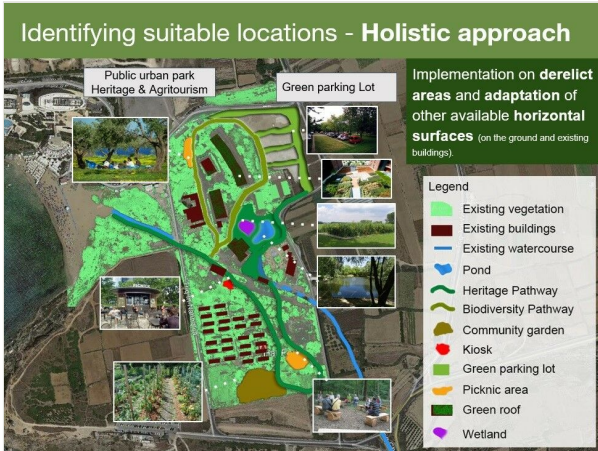 Identifying suitable locations - Holistic approach
Public urban park
Heritage & Agritourism
Green parking Lot
Implementation on derelict
areas and adaptation of
other available horizontal
surfaces (on the ground and existing
buildings).
Legend
Existing vegetation
Existing buildings
Existing watercourse
Pond
Heritage Pathway
Biodiversity Pathway
Community garden
Kiosk
Green parking lot
Picknic area
Green roof
Wetland